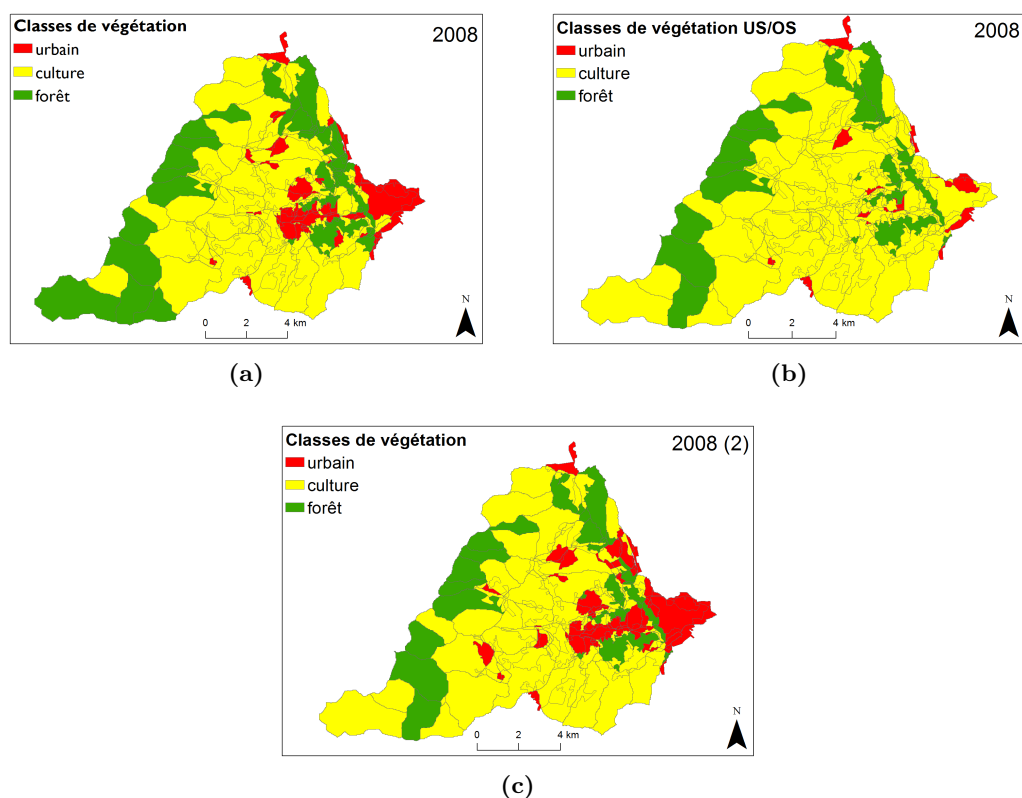 Classes de végétation
2008
urbain
culture
forêt
N
0 2 4 km
(a)
Classes de végétation US/OS
2008
urbain
culture
forêt
N
0 2 4 km
(b)
Classes de végétation
2008 (2)
urbain
culture
forêt
N
0 2 4 km
(c)